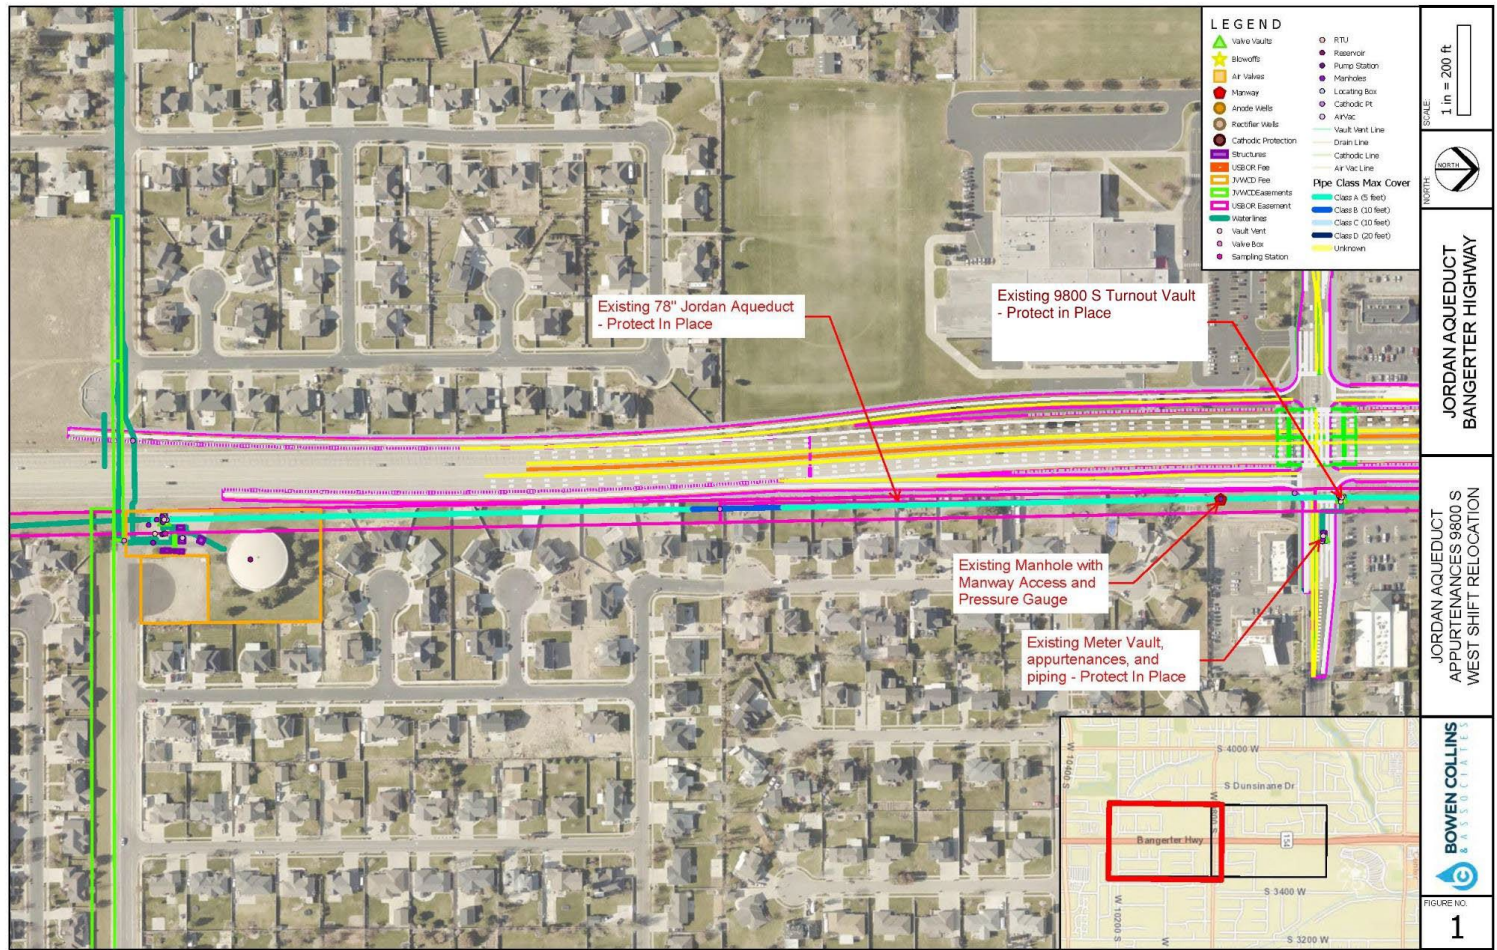 LEGEND
Valve Vaults
Blowoffs
Air Valves
Manway
Anode Wells
Rectifier Wells
Cathodic Protection
Structures
USBOR Fee
JVWCD Fee
JVWCDEasements
USBOR Easement
Waterlines
Vault Vent
Valve Box
Sampling Station
RTU
Reservoir
Pump Station
Manholes
Locating Box
Cathodic Pt
AirVac
Vault Vent Line
Drain Line
Cathodic Line
Air Vac Line
Pipe Class Max Cover
Class A (5 feet)
Class B (10 feet)
Class C (10 feet)
Class D (20 feet)
Unknown
Existing 78" Jordan Aqueduct
- Protect In Place
Existing 9800 S Turnout Vault
- Protect in Place
Existing Manhole with
Manway Access and
Pressure Gauge
Existing Meter Vault,
appurtenances, and
piping - Protect In Place
W 10400 S
S 4000 W
S Dunsinane Dr
Bangerter Hwy
154
S 3400 W
W 10200 S
W
S 3200 W
SCALE:
1 in = 200 ft
NORTH:
NORTH
JORDAN AQUEDUCT
BANGERTER HIGHWAY
JORDAN AQUEDUCT
APPURTENANCES 9800 S
WEST SHIFT RELOCATION
BOWEN COLLINS
& ASSOCIATES
FIGURE NO.
1